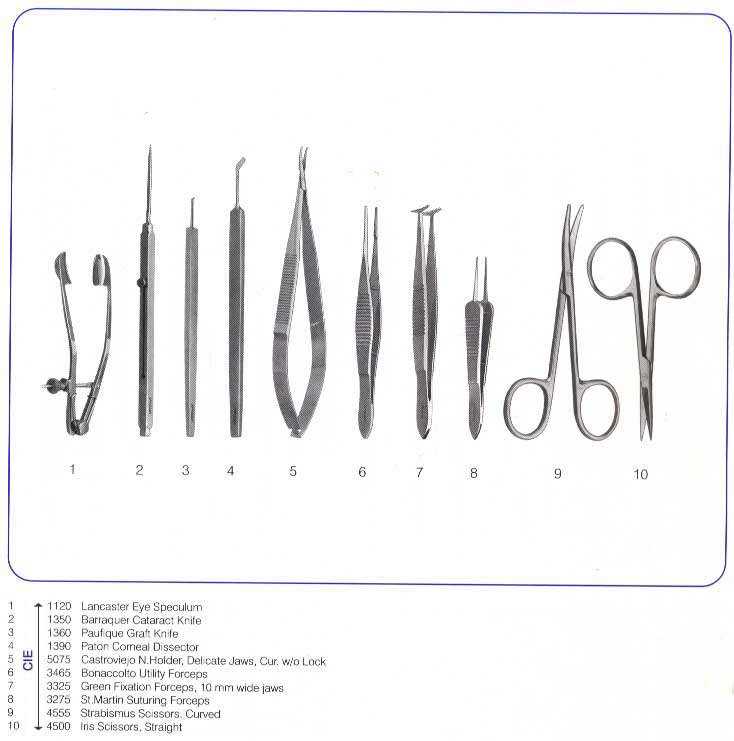 1 2 3 4 5 6 7 8 9 10
CIE
1 1120 Lancaster Eye Speculum
2 1350 Barraquer Cataract Knife
3 1360 Paufique Graft Knife
4 1390 Paton Corneal Dissector
5 5075 Castroviejo N.Holder, Delicate Jaws, Cur. w/o Lock
6 3465 Bonaccolto Utility Forceps
7 3325 Green Fixation Forceps, 10 mm wide jaws
8 3275 St.Martin Suturing Forceps
9 4555 Strabismus Scissors, Curved
10 4500 Iris Scissors, Straight